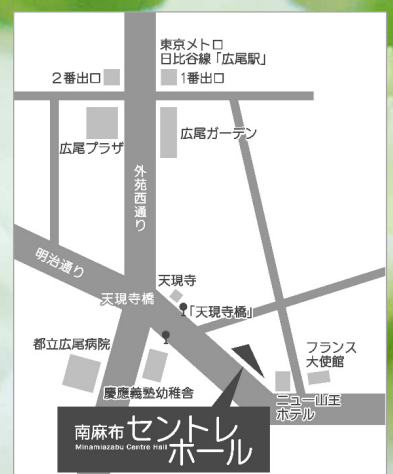 東京メトロ
日比谷線「広尾駅」
2番出口
1番出口
広尾プラザ
広尾ガーデン
外苑西通り
明治通り
天現寺橋
天現寺
「天現寺橋」
都立広尾病院
慶應義塾幼稚舎
フランス
大使館
ニュー山王
ホテル
南麻布セントレ
Minamiazabu Centre Hall
ホール